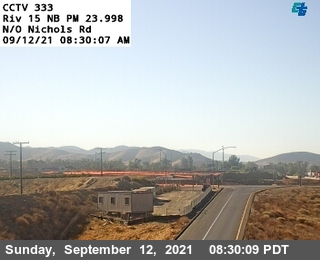 CCTV 333
Riv 15 NB PM 23.998
N/O Nichols Rd
09/12/21 08:30:07 AM
Sunday, September 12, 2021 08:30:09 PDT